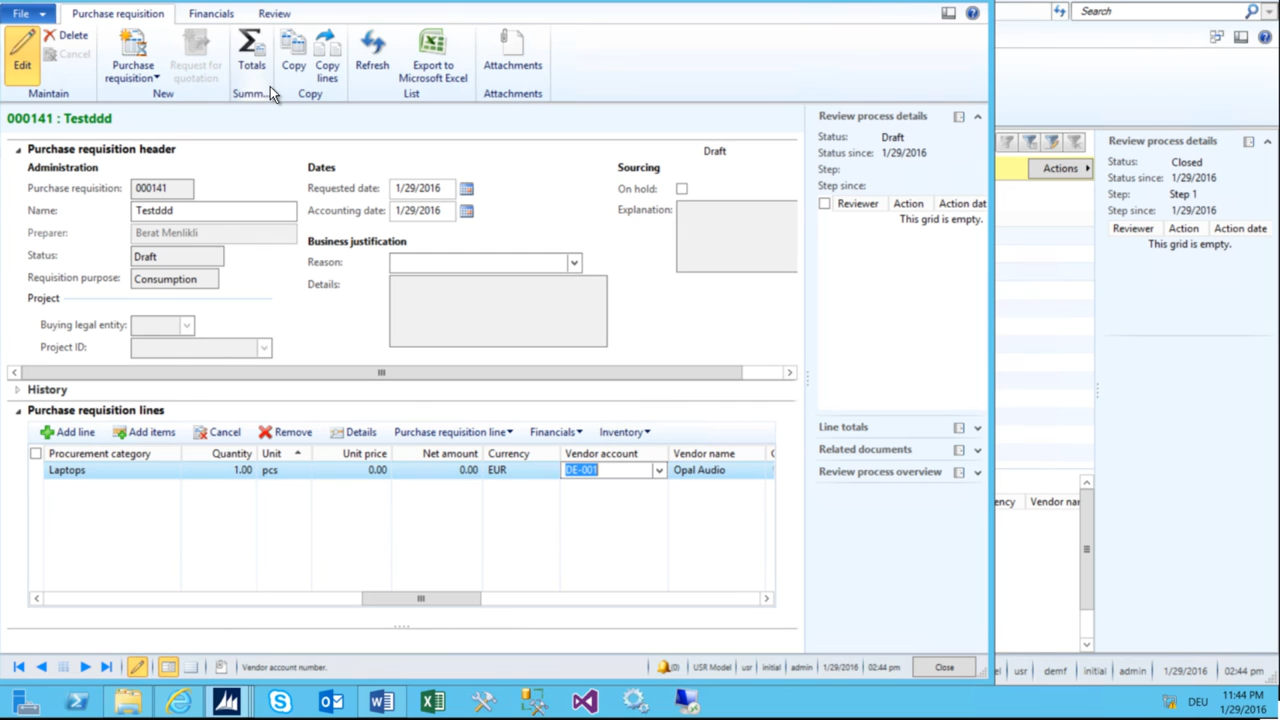 File
Purchase requisition
Financials
Review
Search
Edit
Delete
Cancel
Purchase requisition
Request for quotation
Totals
Copy
Copy lines
Refresh
Export to Microsoft Excel
Attachments
Maintain
New
Summ...
Copy
List
Attachments
000141 : Testddd
Purchase requisition header
Draft
Administration
Purchase requisition: 000141
Name: Testddd
Preparer: Berat Menlikli
Status: Draft
Requisition purpose: Consumption
Project
Buying legal entity:
Project ID:
Dates
Requested date: 1/29/2016
Accounting date: 1/29/2016
Business justification
Reason:
Details:
Sourcing
On hold:
Explanation:
History
Purchase requisition lines
Add line Add items Cancel Remove Details Purchase requisition line Financials Inventory
Procurement category Quantity Unit Unit price Net amount Currency Vendor account Vendor name
Laptops 1.00 pcs 0.00 0.00 EUR DE-001 Opal Audio
Review process details
Status: Draft
Status since: 1/29/2016
Step:
Step since:
Reviewer Action Action dat
This grid is empty.
Line totals
Related documents
Review process overview
Review process details
Actions
Status: Closed
Status since: 1/29/2016
Step: Step 1
Step since: 1/29/2016
Reviewer Action Action date
This grid is empty.
ency Vendor nar
Vendor account number.
(0) USR Model usr initial admin 1/29/2016 02:44 pm Close
el usr demf initial admin 1/29/2016 02:44 pm
DEU
11:44 PM
1/29/2016